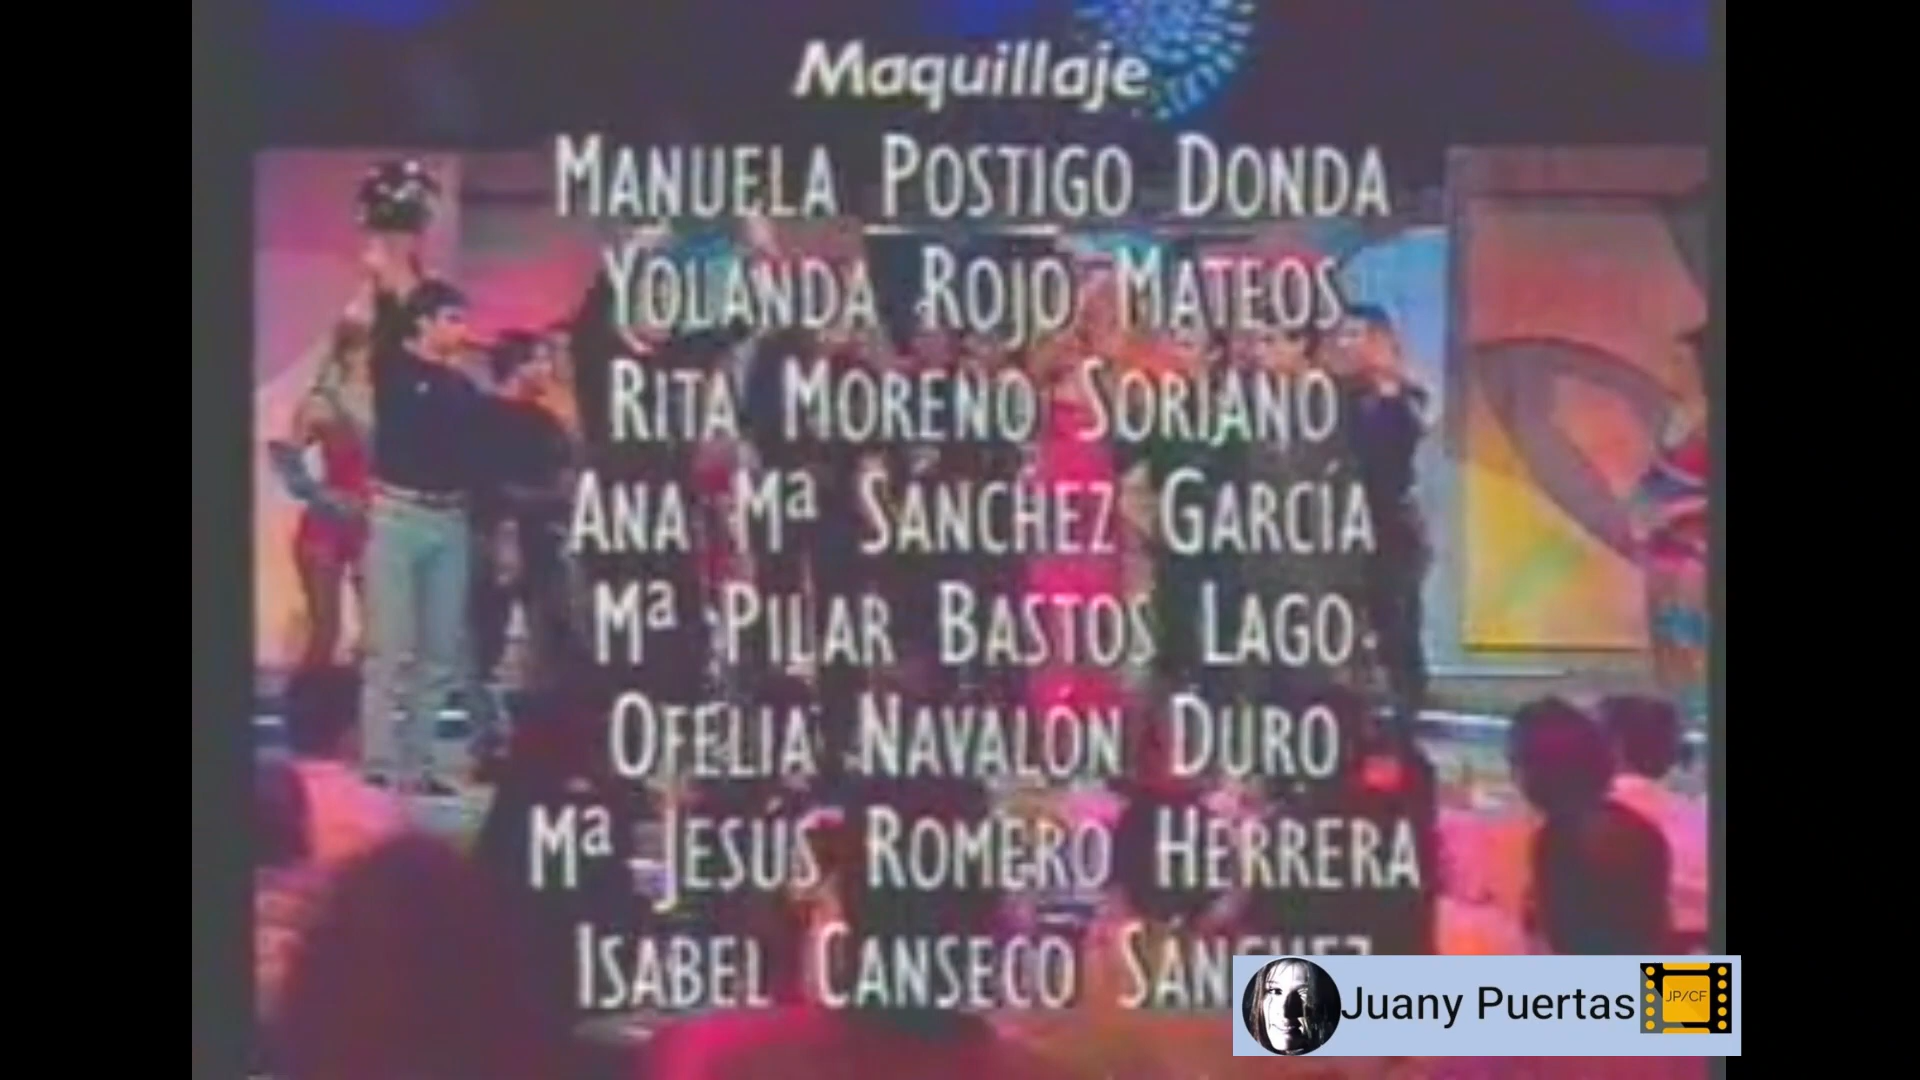 Maquillaje
MANUELA POSTIGO DONDA
YOLANDA ROJO MATEOS
RITA MORENO SORIANO
ANA Mª SÁNCHEZ GARCÍA
Mª PILAR BASTOS LAGO
OFELIA NAVALÓN DURO
Mª JESÚS ROMERO HERRERA
ISABEL CANSECO SÁNCHEZ
Juany Puertas
JP/CF